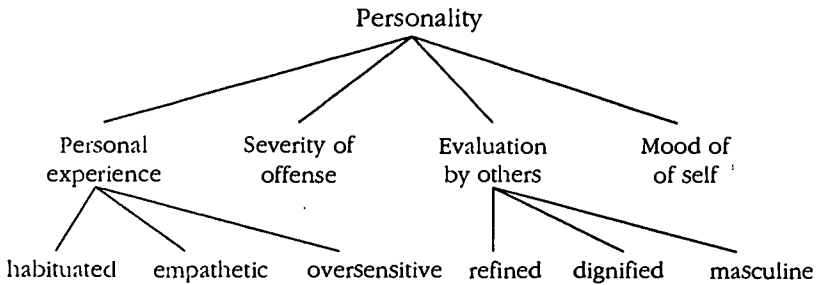 Personality
Personal Severity of Evaluation Mood of
experience offense by others of self
habituated empathetic oversensitive refined dignified masculine